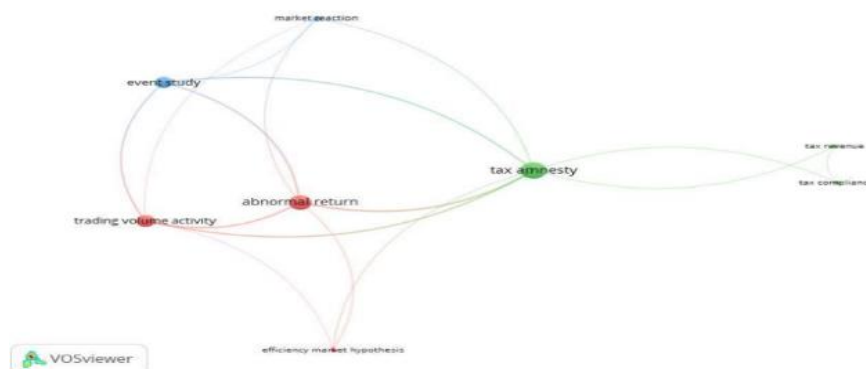 market reaction
event study
tax revenue
tax amnesty
tax compliance
abnormal return
trading volume activity
efficiency market hypothesis
VOSviewer